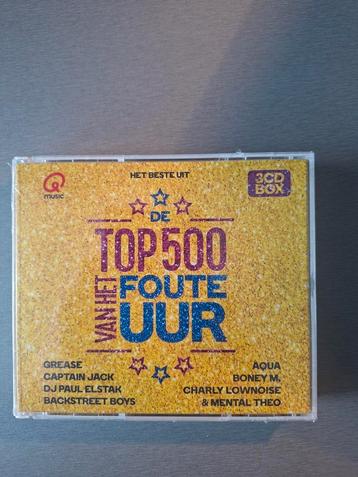 HET BESTE UIT
Q
music
3CD
BOX
DE
TOP 500
VAN HET
FOUTE
UUR
GREASE
CAPTAIN JACK
DJ PAUL ELSTAK
BACKSTREET BOYS
AQUA
BONEY M,
CHARLY LOWNOISE
& MENTAL THEO